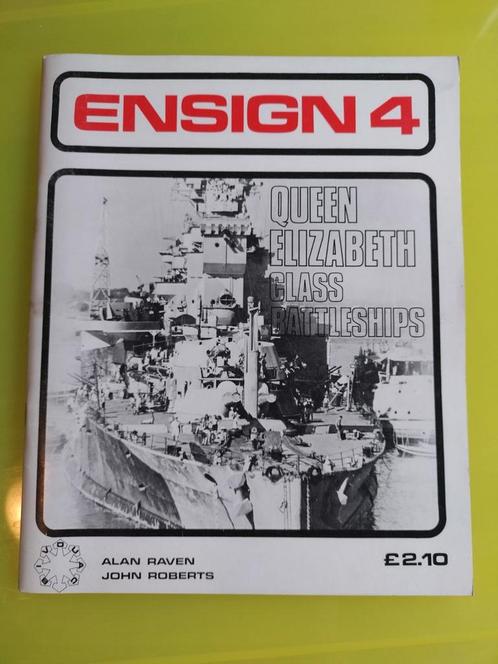 ENSIGN 4
QUEEN
ELIZABETH
CLASS
BATTLESHIPS
ALAN RAVEN
JOHN ROBERTS
£2.10